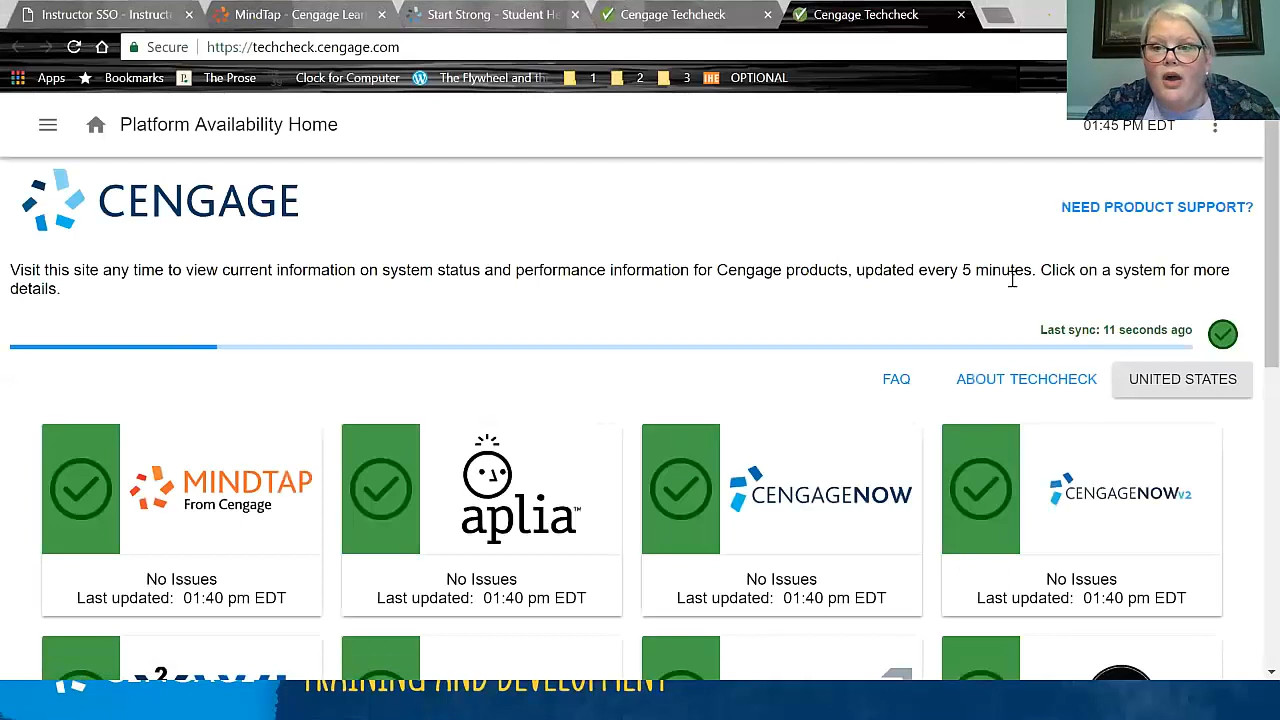 Instructor SSO - Instruct
MindTap - Cengage Lear
Start Strong - Student He
Cengage Techcheck
Cengage Techcheck
Secure
https://techcheck.cengage.com
Apps
Bookmarks
The Prose
Clock for Computer
The Flywheel and th
1
2
3
IHE
OPTIONAL
Platform Availability Home
01:45 PM EDT
CENGAGE
NEED PRODUCT SUPPORT?
Visit this site any time to view current information on system status and performance information for Cengage products, updated every 5 minutes. Click on a system for more
details.
Last sync: 11 seconds ago
FAQ
ABOUT TECHCHECK
UNITED STATES
MINDTAP
From Cengage
aplia™
CENGAGENOW
CENGAGENOWv2
No Issues
Last updated: 01:40 pm EDT
No Issues
Last updated: 01:40 pm EDT
No Issues
Last updated: 01:40 pm EDT
No Issues
Last updated: 01:40 pm EDT
TRAINING AND DEVELOPMENT